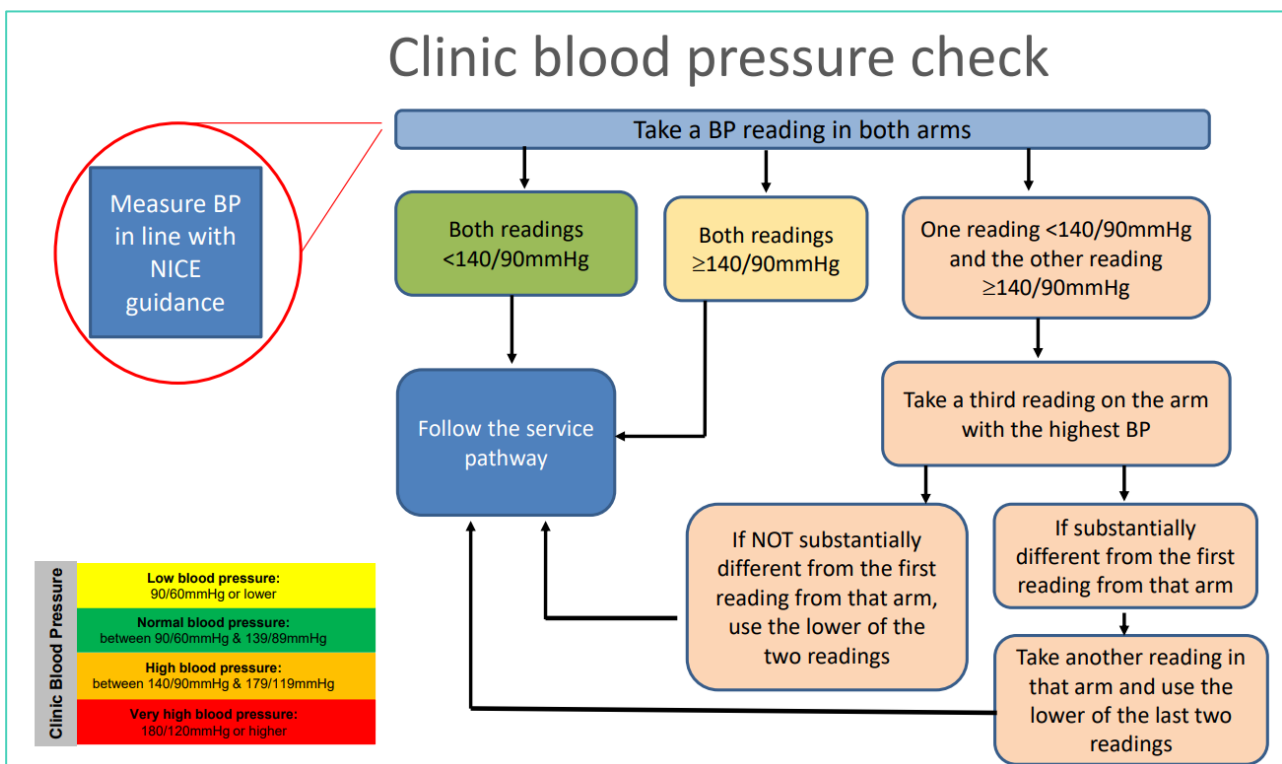 Clinic blood pressure check
Take a BP reading in both arms
Measure BP
in line with
NICE
guidance
Both readings
<140/90mmHg
Both readings
≥140/90mmHg
One reading <140/90mmHg
and the other reading
≥140/90mmHg
Take a third reading on the arm
with the highest BP
Follow the service
pathway
If NOT substantially
different from the first
reading from that arm,
use the lower of the
two readings
If substantially
different from the first
reading from that arm
Take another reading in
that arm and use the
lower of the last two
readings
Clinic Blood Pressure
Low blood pressure:
90/60mmHg or lower
Normal blood pressure:
between 90/60mmHg & 139/89mmHg
High blood pressure:
between 140/90mmHg & 179/119mmHg
Very high blood pressure:
180/120mmHg or higher